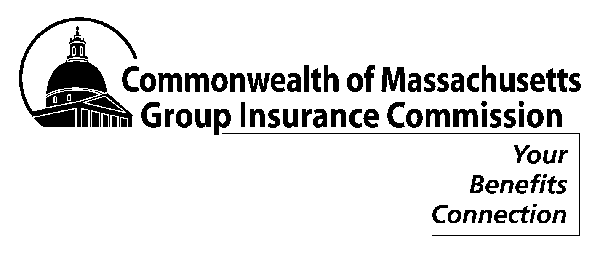 Commonwealth of Massachusetts
Group Insurance Commission
Your
Benefits
Connection